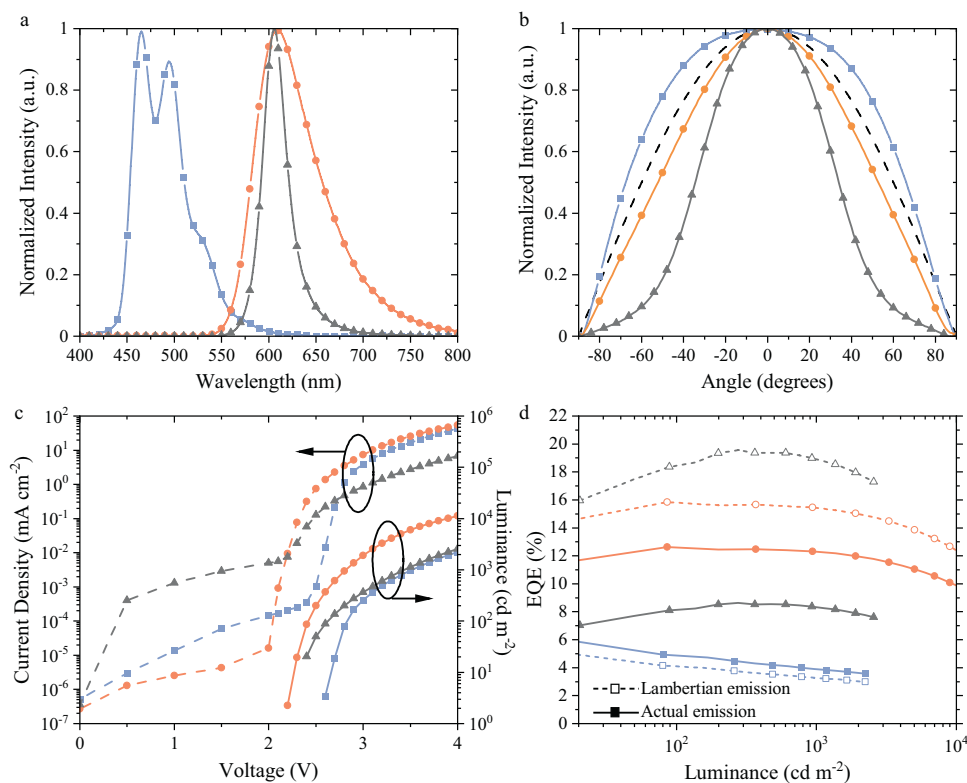 a
Normalized Intensity (a.u.)
1
0.8
0.6
0.4
0.2
0
400 450 500 550 600 650 700 750 800
Wavelength (nm)
b
Normalized Intensity (a.u.)
1
0.8
0.6
0.4
0.2
0
-80 -60 -40 -20 0 20 40 60 80
Angle (degrees)
c
Current Density (mA cm-2)
10^2
10^1
10^0
10^-1
10^-2
10^-3
10^-4
10^-5
10^-6
10^-7
0 1 2 3 4
Voltage (V)
10^6
10^5
10^4
10^3
10^2
10^1
10^0
Luminance (cd m-2)
d
EQE (%)
22
20
18
16
14
12
10
8
6
4
2
0
Lambertian emission
Actual emission
10^2 10^3 10^4
Luminance (cd m-2)